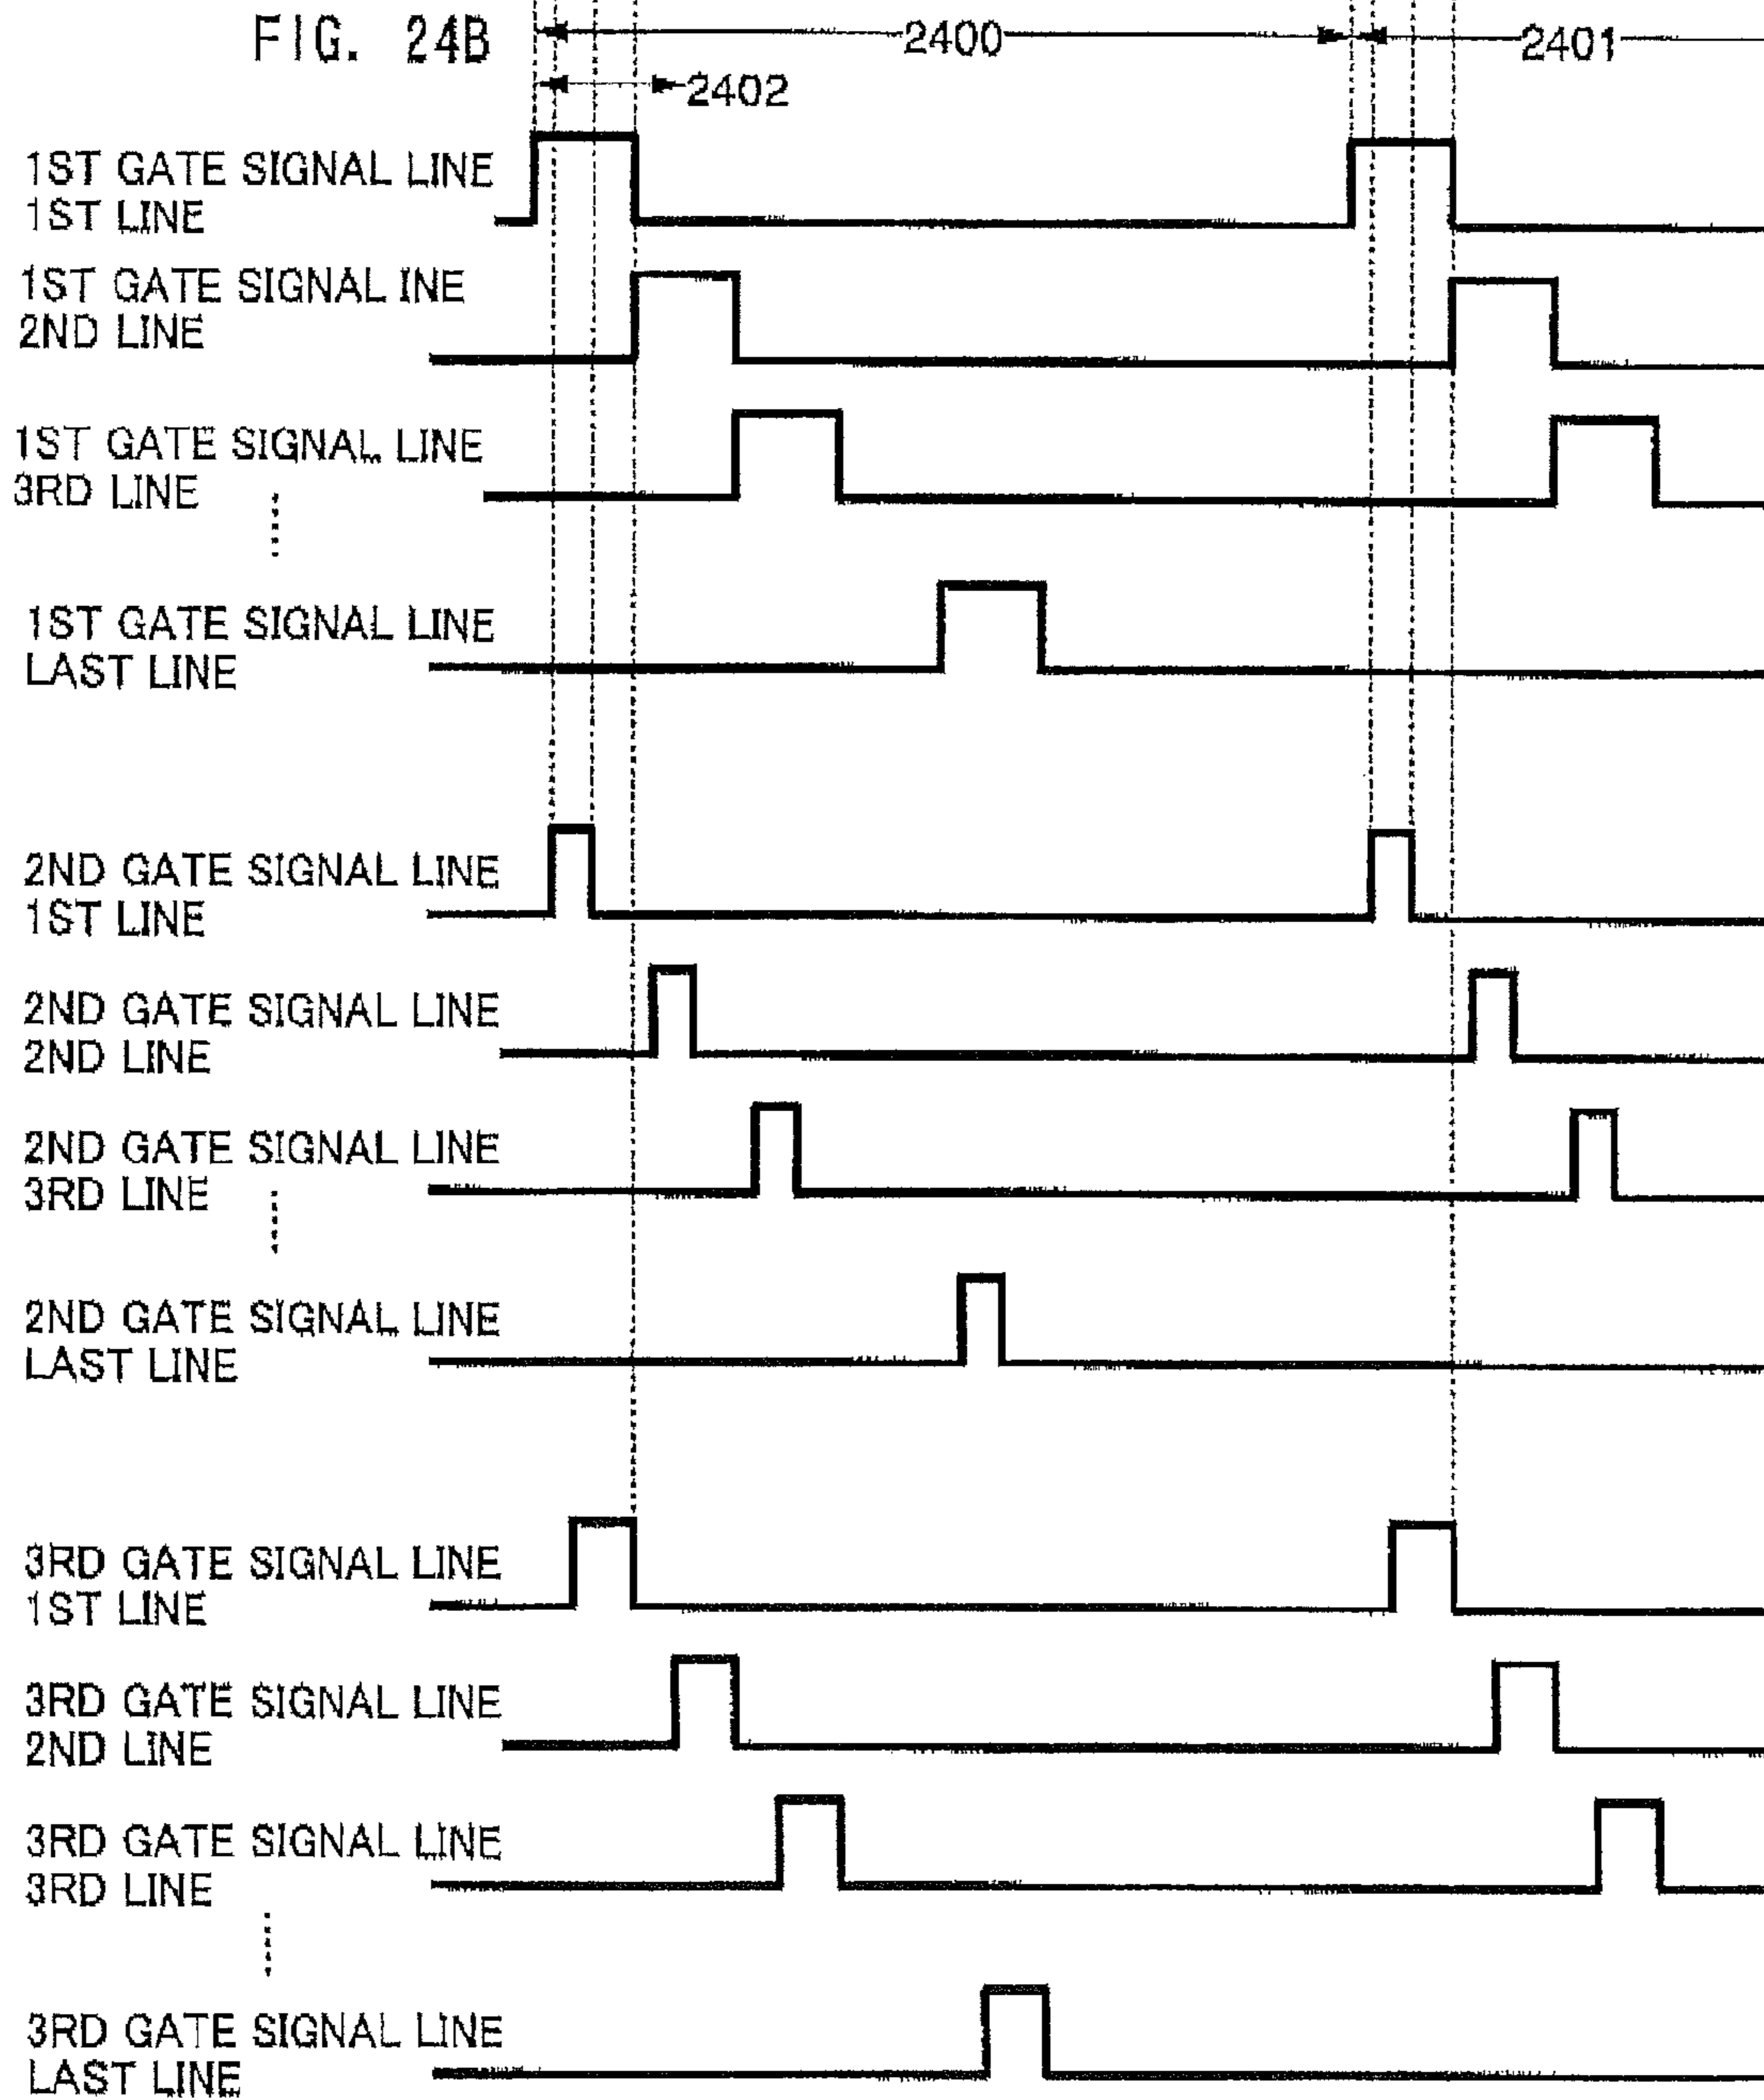 FIG. 24B
2400
2401
2402
1ST GATE SIGNAL LINE
1ST LINE
1ST GATE SIGNAL INE
2ND LINE
1ST GATE SIGNAL LINE
3RD LINE
1ST GATE SIGNAL LINE
LAST LINE
2ND GATE SIGNAL LINE
1ST LINE
2ND GATE SIGNAL LINE
2ND LINE
2ND GATE SIGNAL LINE
3RD LINE
2ND GATE SIGNAL LINE
LAST LINE
3RD GATE SIGNAL LINE
1ST LINE
3RD GATE SIGNAL LINE
2ND LINE
3RD GATE SIGNAL LINE
3RD LINE
3RD GATE SIGNAL LINE
LAST LINE